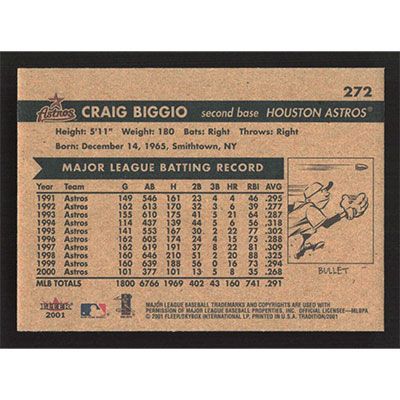 272
Astros CRAIG BIGGIO second base HOUSTON ASTROS®
Height: 5'11" Weight: 180 Bats: Right Throws: Right
Born: December 14, 1965, Smithtown, NY
MAJOR LEAGUE BATTING RECORD
Year Team G AB H 2B 3B HR RBI AVG
1991 Astros 149 546 161 23 4 4 46 .295
1992 Astros 162 613 170 32 3 6 39 .277
1993 Astros 155 610 175 41 5 21 64 .287
1994 Astros 114 437 139 44 5 6 56 .318
1995 Astros 141 553 167 30 2 22 77 .302
1996 Astros 162 605 174 24 4 15 75 .288
1997 Astros 162 619 191 37 8 22 81 .309
1998 Astros 160 646 210 51 2 20 88 .325
1999 Astros 160 639 188 56 0 16 73 .294
2000 Astros 101 377 101 13 5 8 35 .268
MLB TOTALS 1800 6766 1969 402 43 160 741 .291
BULLET
FLEER
2001
MAJOR LEAGUE BASEBALL TRADEMARKS AND COPYRIGHTS ARE USED WITH
PERMISSION OF MAJOR LEAGUE BASEBALL PROPERTIES, INC. OFFICIAL LICENSEE—MLBPA
© 2001 FLEER/SKYBOX INTERNATIONAL LP. PRINTED IN U.S.A. TRADITION/2001